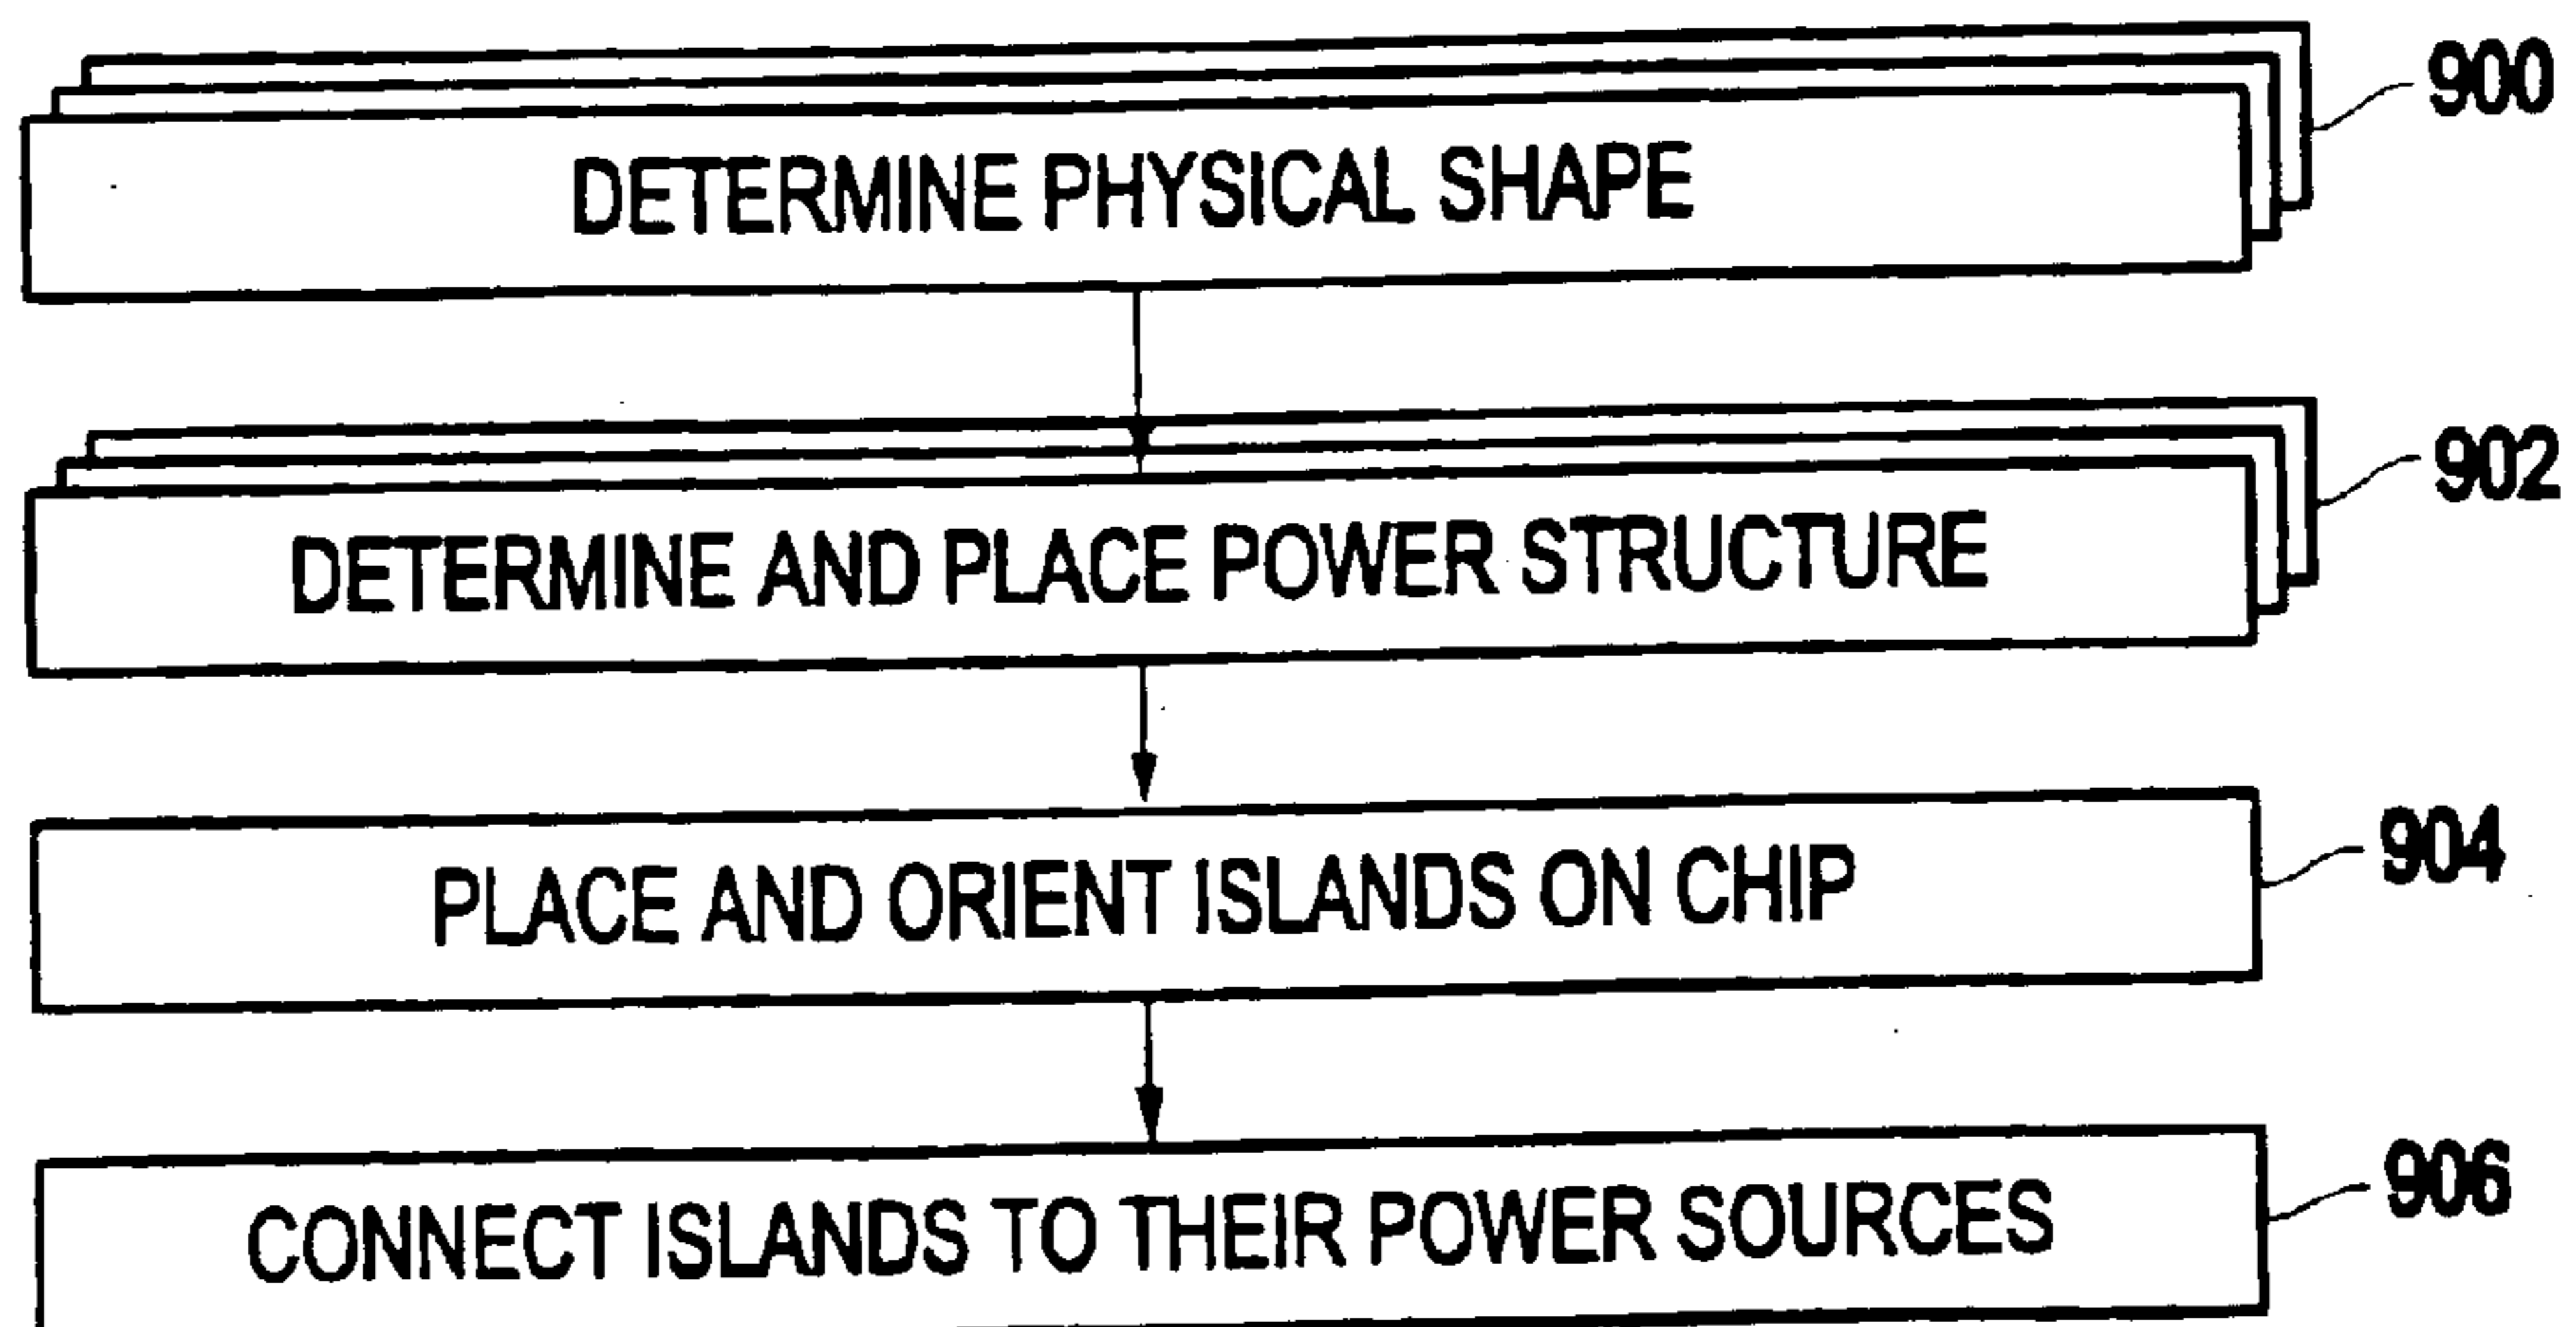 900
DETERMINE PHYSICAL SHAPE
902
DETERMINE AND PLACE POWER STRUCTURE
904
PLACE AND ORIENT ISLANDS ON CHIP
906
CONNECT ISLANDS TO THEIR POWER SOURCES